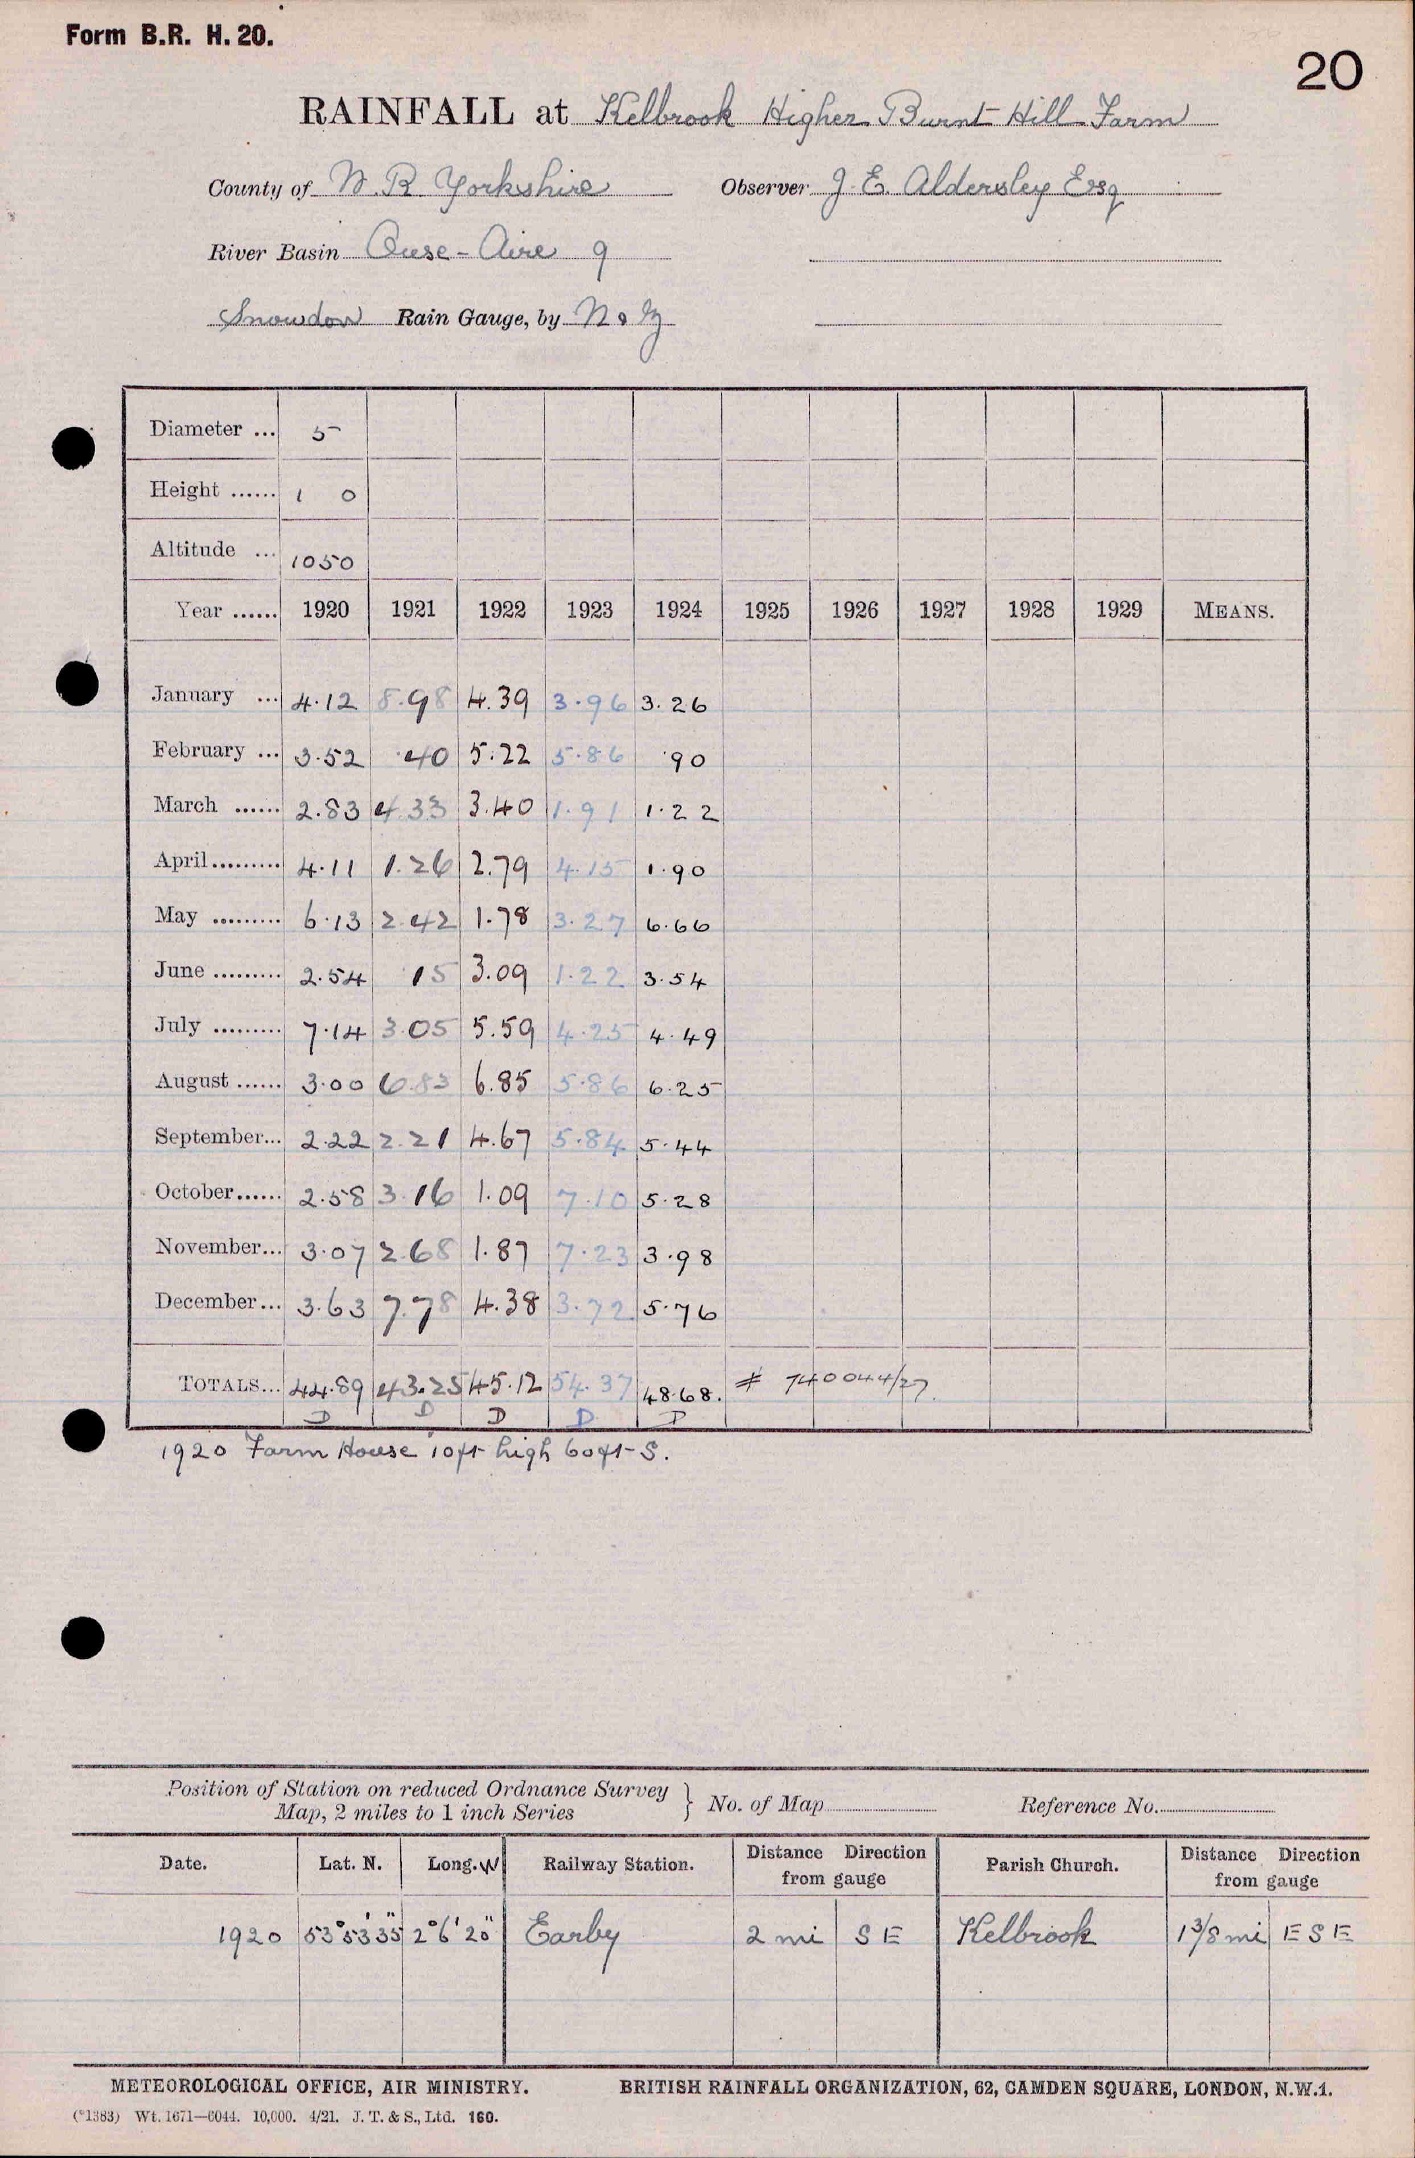 Form B.R. H. 20.
20
RAINFALL at Kelbrook Higher Burnt Hill Farm
County of W. R. Yorkshire Observer J. E. Aldersley Esq
River Basin Ouse - Aire 9
Snowdon Rain Gauge, by N & Z
Diameter ... 5
Height ...... 1 0
Altitude ... 1050
Year ...... 1920 1921 1922 1923 1924 1925 1926 1927 1928 1929 MEANS.
January ... 4.12 8.98 4.39 3.96 3.26
February ... 3.52 .40 5.22 5.86 .90
March ...... 2.83 4.33 3.40 1.91 1.22
April ......... 4.11 1.26 2.79 4.15 1.90
May ......... 6.13 2.42 1.78 3.27 6.66
June ......... 2.54 15 3.09 1.22 3.54
July ......... 7.14 3.05 5.59 4.25 4.49
August ...... 3.00 6.83 6.85 5.86 6.25
September... 2.22 2.21 4.67 5.84 5.44
October...... 2.58 3.16 1.09 7.10 5.28
November... 3.07 2.68 1.87 7.23 3.98
December... 3.63 7.78 4.38 3.72 5.76
TOTALS... 44.89 43.25 45.12 54.37 48.68. # 740044/27.
D D D D D
1920 Farm House 10ft high 60ft S.
Position of Station on reduced Ordnance Survey
Map, 2 miles to 1 inch Series } No. of Map Reference No.
Date. Lat. N. Long. W Railway Station. Distance Direction from gauge Parish Church. Distance Direction from gauge
1920 53° 53' 35" 2° 6' 20" Earby 2 mi S E Kelbrook 1 3/8 mi E S E
METEOROLOGICAL OFFICE, AIR MINISTRY. BRITISH RAINFALL ORGANIZATION, 62, CAMDEN SQUARE, LONDON, N.W.1.
(*1383) Wt. 1671—6044. 10,000. 4/21. J. T. & S., Ltd. 160.